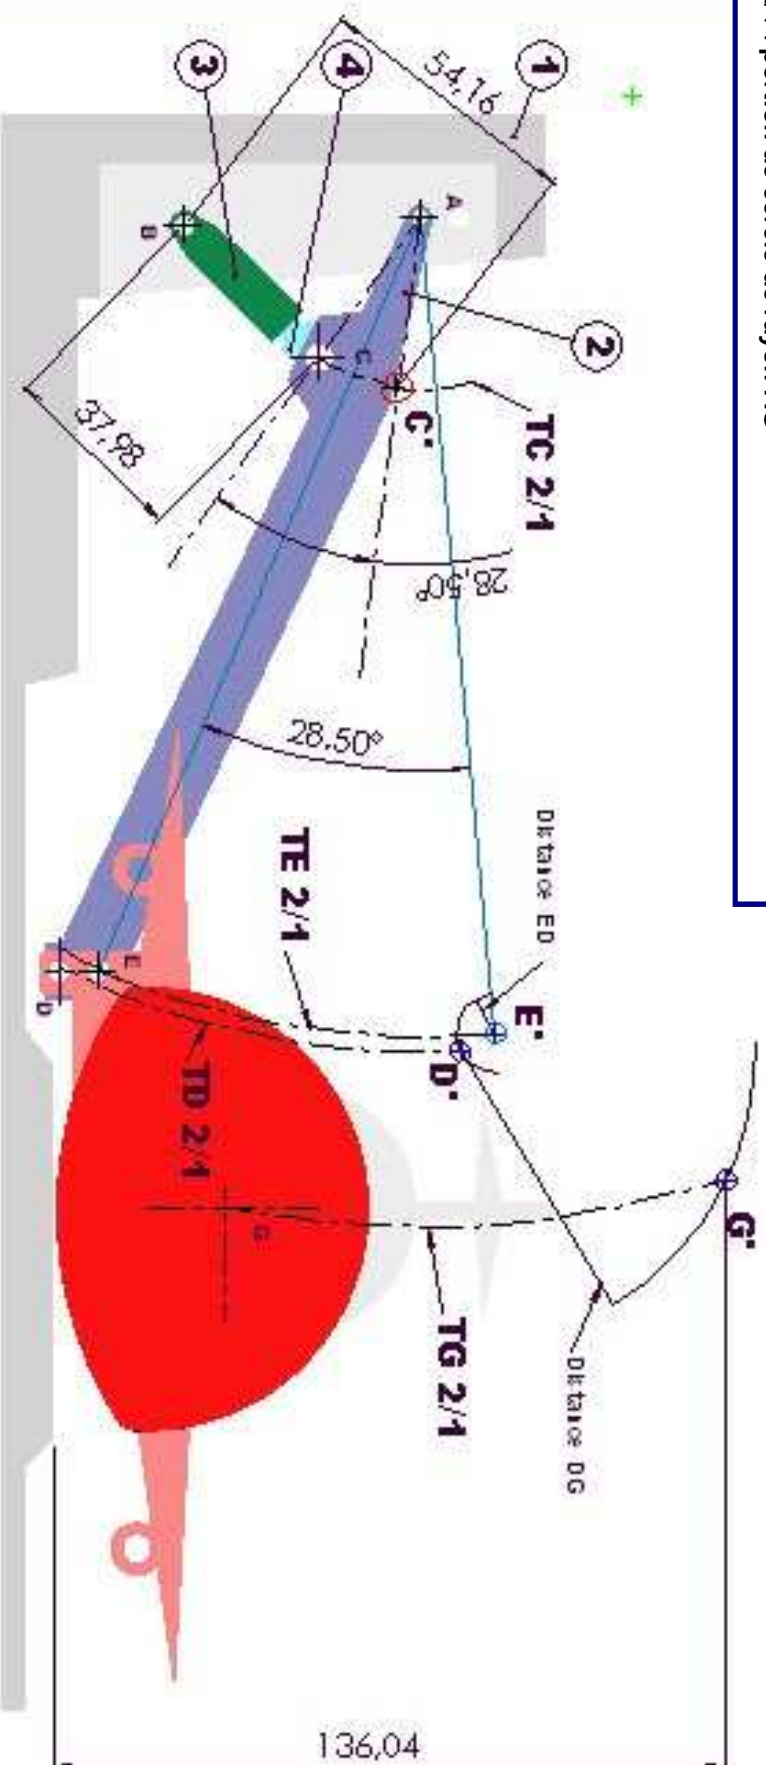 1
54,16
4
3
A
B
2
C
C'
TC 2/1
37,98
28,50°
28,50°
Distance ED
TE 2/1
E
D
E'
D'
TD 2/1
G'
G
TG 2/1
Distance DG
136,04